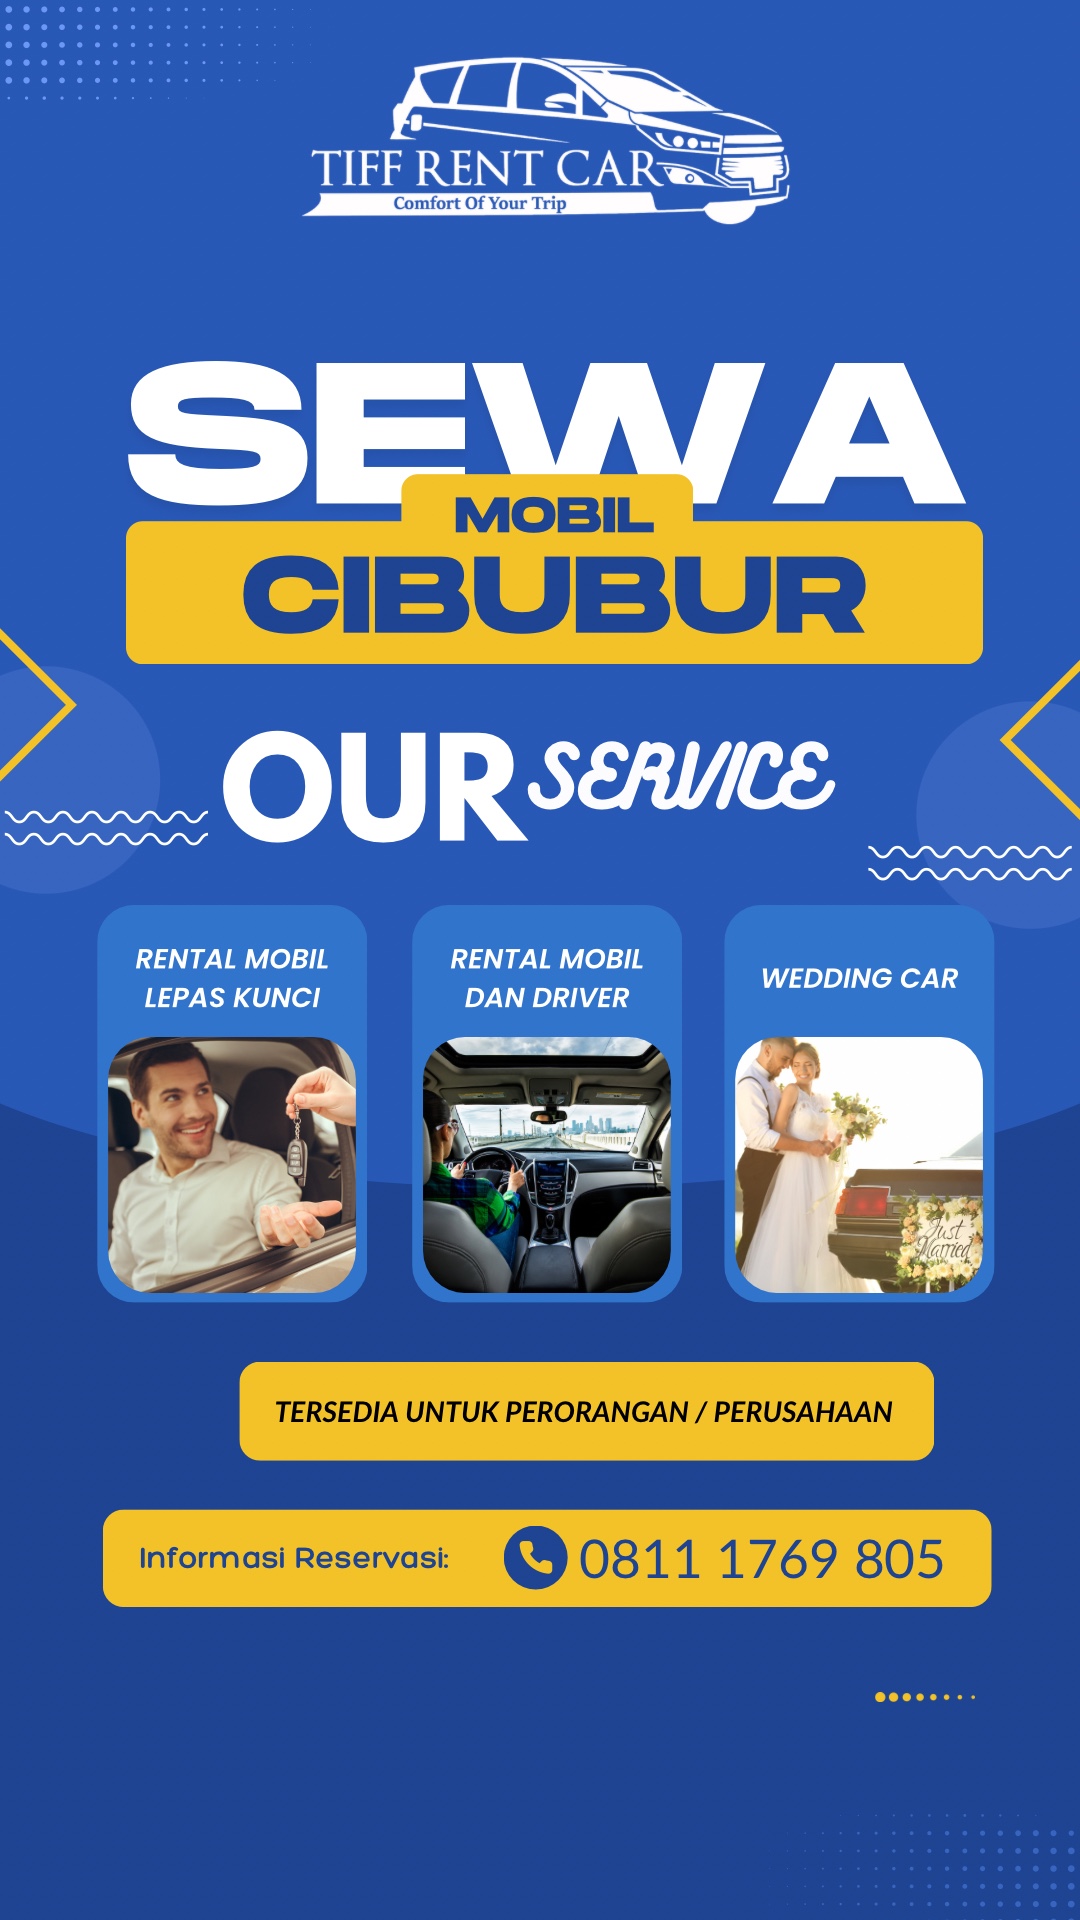 TIFF RENT CAR
Comfort Of Your Trip
SEWA
MOBIL
CIBUBUR
OUR SERVICE
RENTAL MOBIL
LEPAS KUNCI
RENTAL MOBIL
DAN DRIVER
WEDDING CAR
Just
Married
TERSEDIA UNTUK PERORANGAN / PERUSAHAAN
Informasi Reservasi: 0811 1769 805